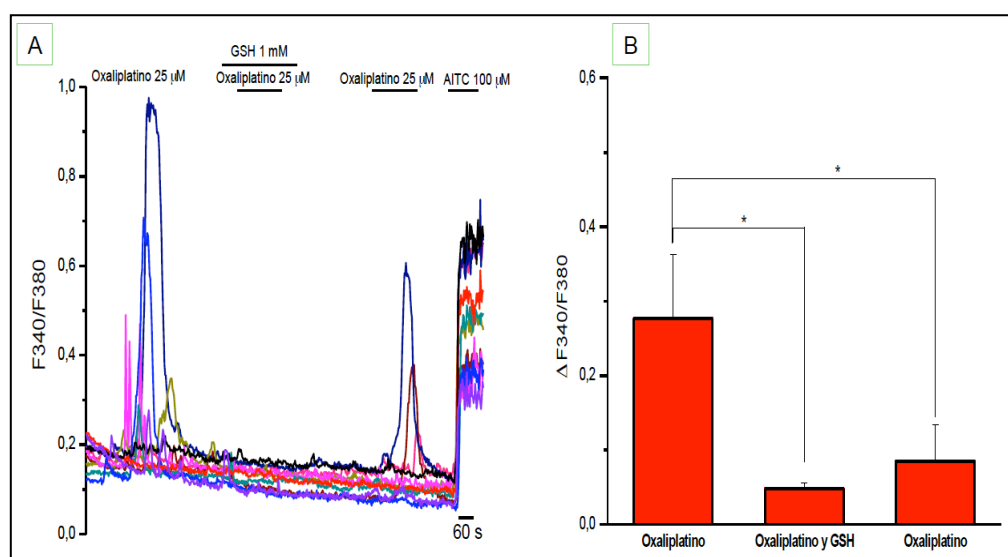 A
GSH 1 mM
Oxaliplatino 25 µM
Oxaliplatino 25 µM
Oxaliplatino 25 µM
AITC 100 µM
F340/F380
1,0
0,8
0,6
0,4
0,2
0,0
60 s
B
Δ F340/F380
0,6
0,4
0,2
0,0
*
*
Oxaliplatino
Oxaliplatino y GSH
Oxaliplatino